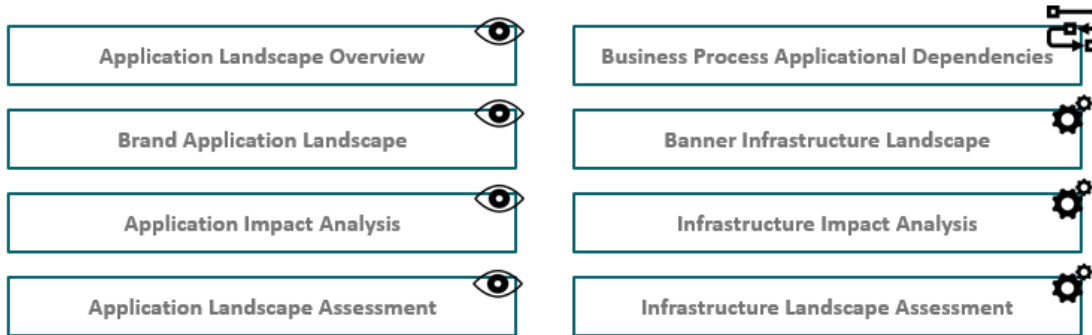 Application Landscape Overview
Business Process Applicational Dependencies
Brand Application Landscape
Banner Infrastructure Landscape
Application Impact Analysis
Infrastructure Impact Analysis
Application Landscape Assessment
Infrastructure Landscape Assessment